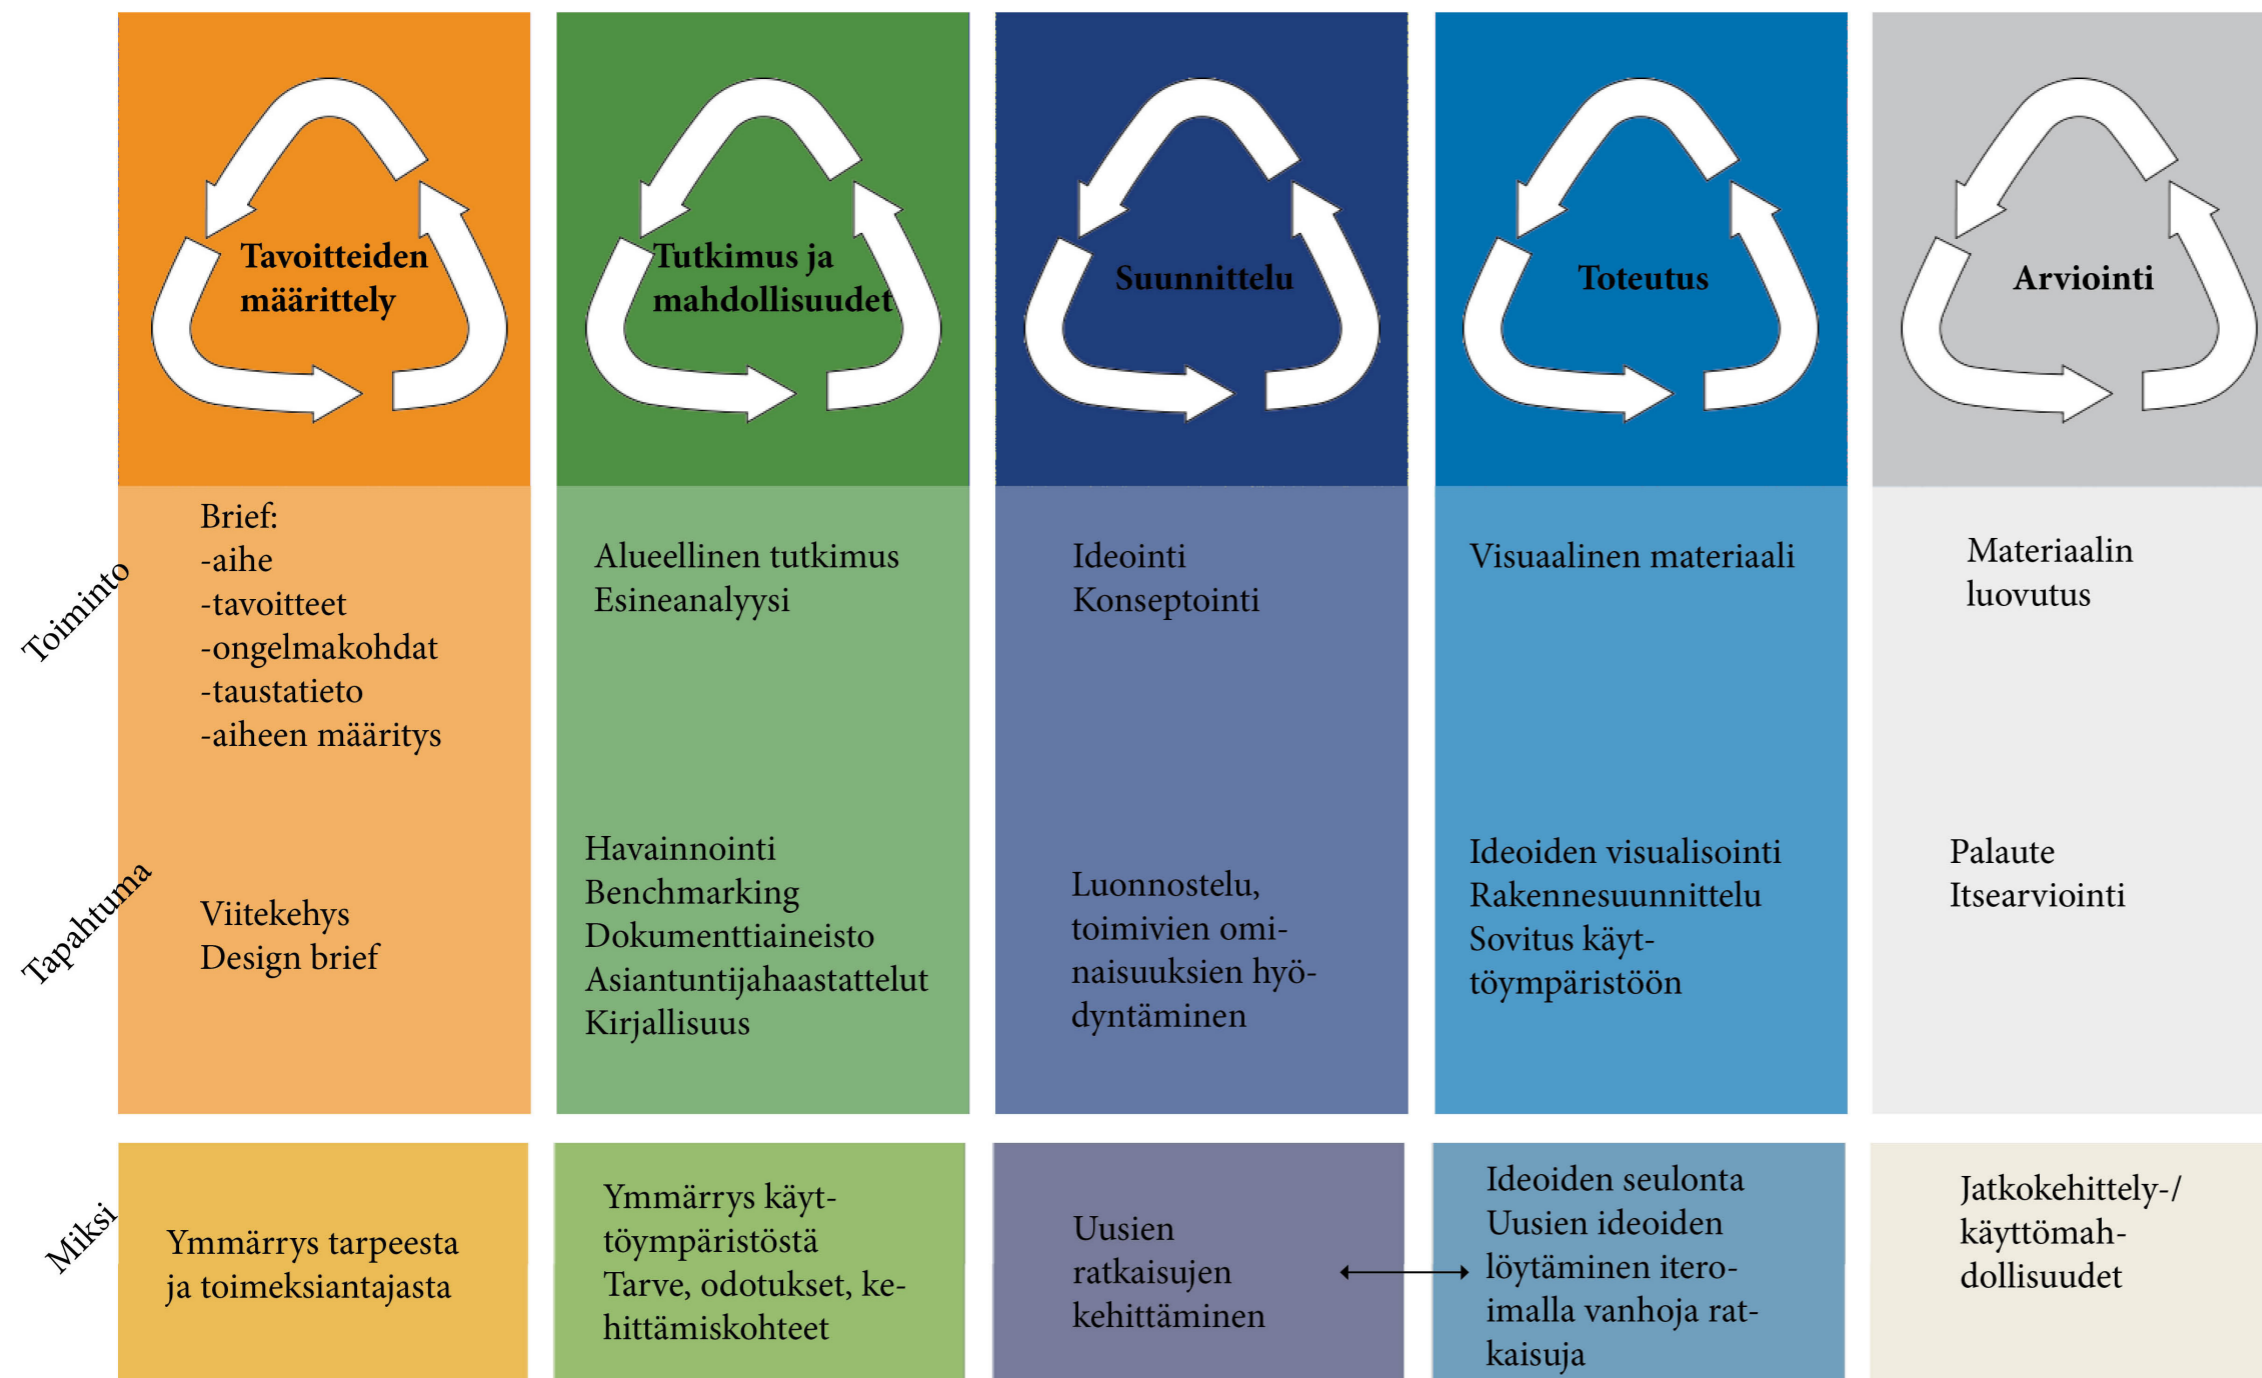 Tavoitteiden
määrittely
Tutkimus ja
mahdollisuudet
Suunnittelu
Toteutus
Arviointi
Toiminto
Brief:
-aihe
-tavoitteet
-ongelmakohdat
-taustatieto
-aiheen määritys
Alueellinen tutkimus
Esineanalyysi
Ideointi
Konseptointi
Visuaalinen materiaali
Materiaalin
luovutus
Tapahtuma
Viitekehys
Design brief
Havainnointi
Benchmarking
Dokumenttiaineisto
Asiantuntijahaastattelut
Kirjallisuus
Luonnostelu,
toimivien omi-
naisuuksien hyö-
dyntäminen
Ideoiden visualisointi
Rakennesuunnittelu
Sovitus käyt-
töympäristöön
Palaute
Itsearviointi
Miksi
Ymmärrys tarpeesta
ja toimeksiantajasta
Ymmärrys käyt-
töympäristöstä
Tarve, odotukset, ke-
hittämiskohteet
Uusien
ratkaisujen
kehittäminen
Ideoiden seulonta
Uusien ideoiden
löytäminen itero-
imalla vanhoja rat-
kaisuja
Jatkokehittely-/
käyttömah-
dollisuudet